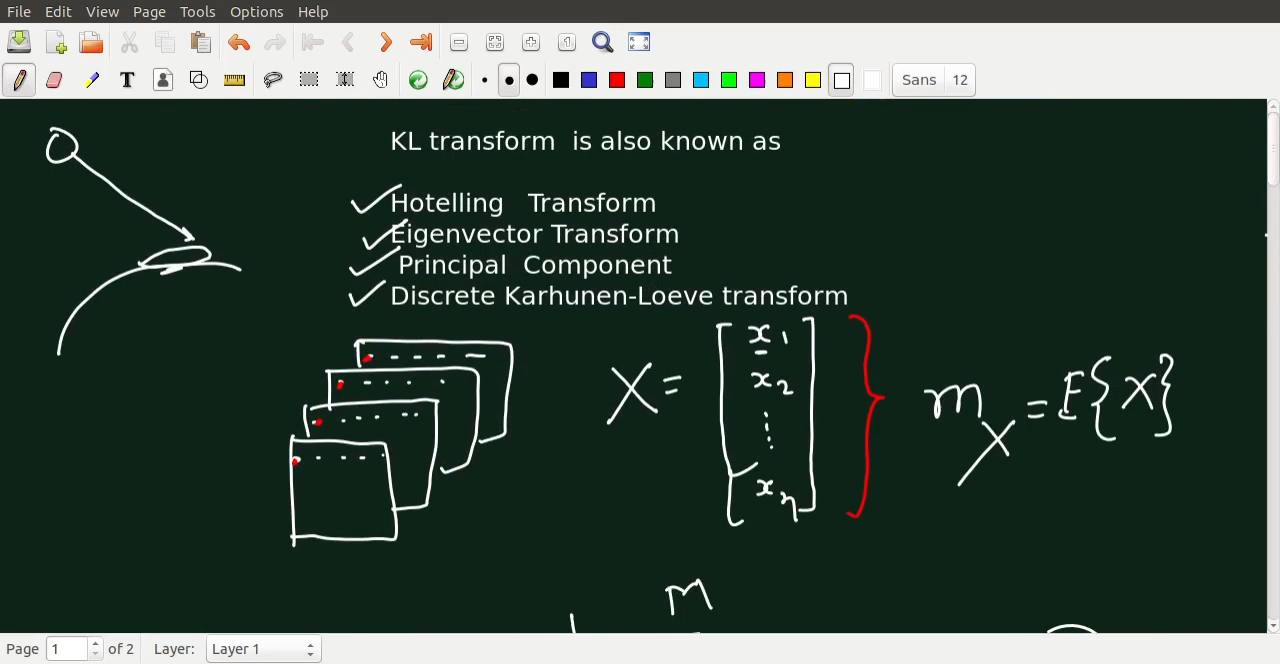 File Edit View Page Tools Options Help
Sans 12
KL transform is also known as
Hotelling Transform
Eigenvector Transform
Principal Component
Discrete Karhunen-Loeve transform
X = [x1 x2 ⋮ xn]
m_X = E{X}
m
Page 1 of 2 Layer: Layer 1